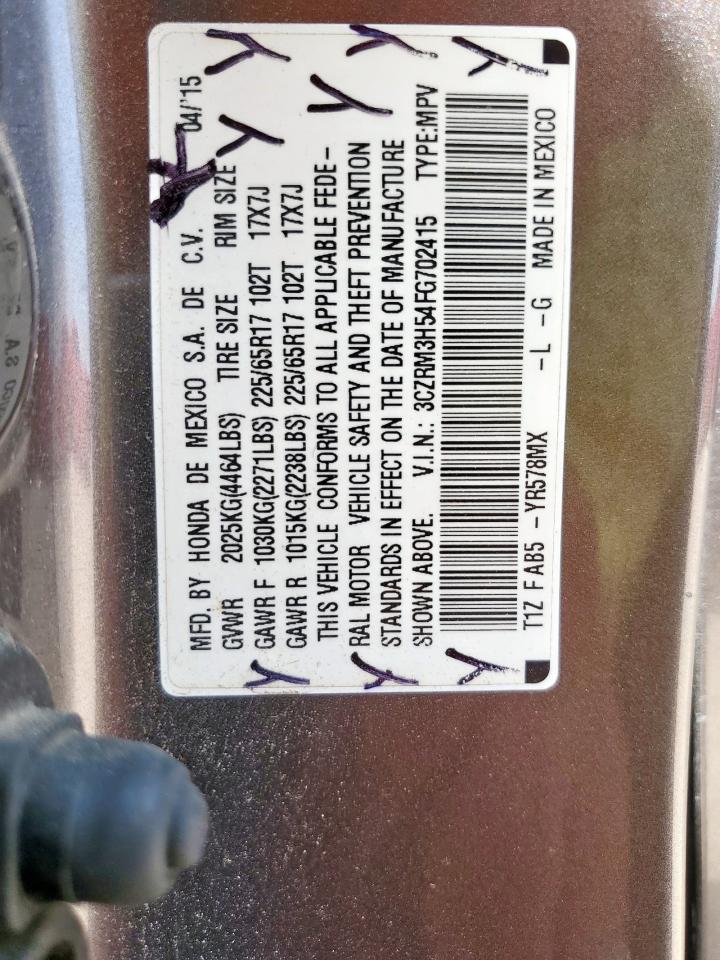 MFD. BY HONDA DE MEXICO S.A. DE C.V. 04/'15
GVWR 2025KG(4464LBS) TIRE SIZE RIM SIZE
GAWR F 1030KG(2271LBS) 225/65R17 102T 17X7J
GAWR R 1015KG(2238LBS) 225/65R17 102T 17X7J
THIS VEHICLE CONFORMS TO ALL APPLICABLE FEDE-
RAL MOTOR VEHICLE SAFETY AND THEFT PREVENTION
STANDARDS IN EFFECT ON THE DATE OF MANUFACTURE
SHOWN ABOVE. V.I.N.: 3CZRM3H54FG702415 TYPE:MPV
T1Z F AB5 -YR578MX -L -G MADE IN MEXICO